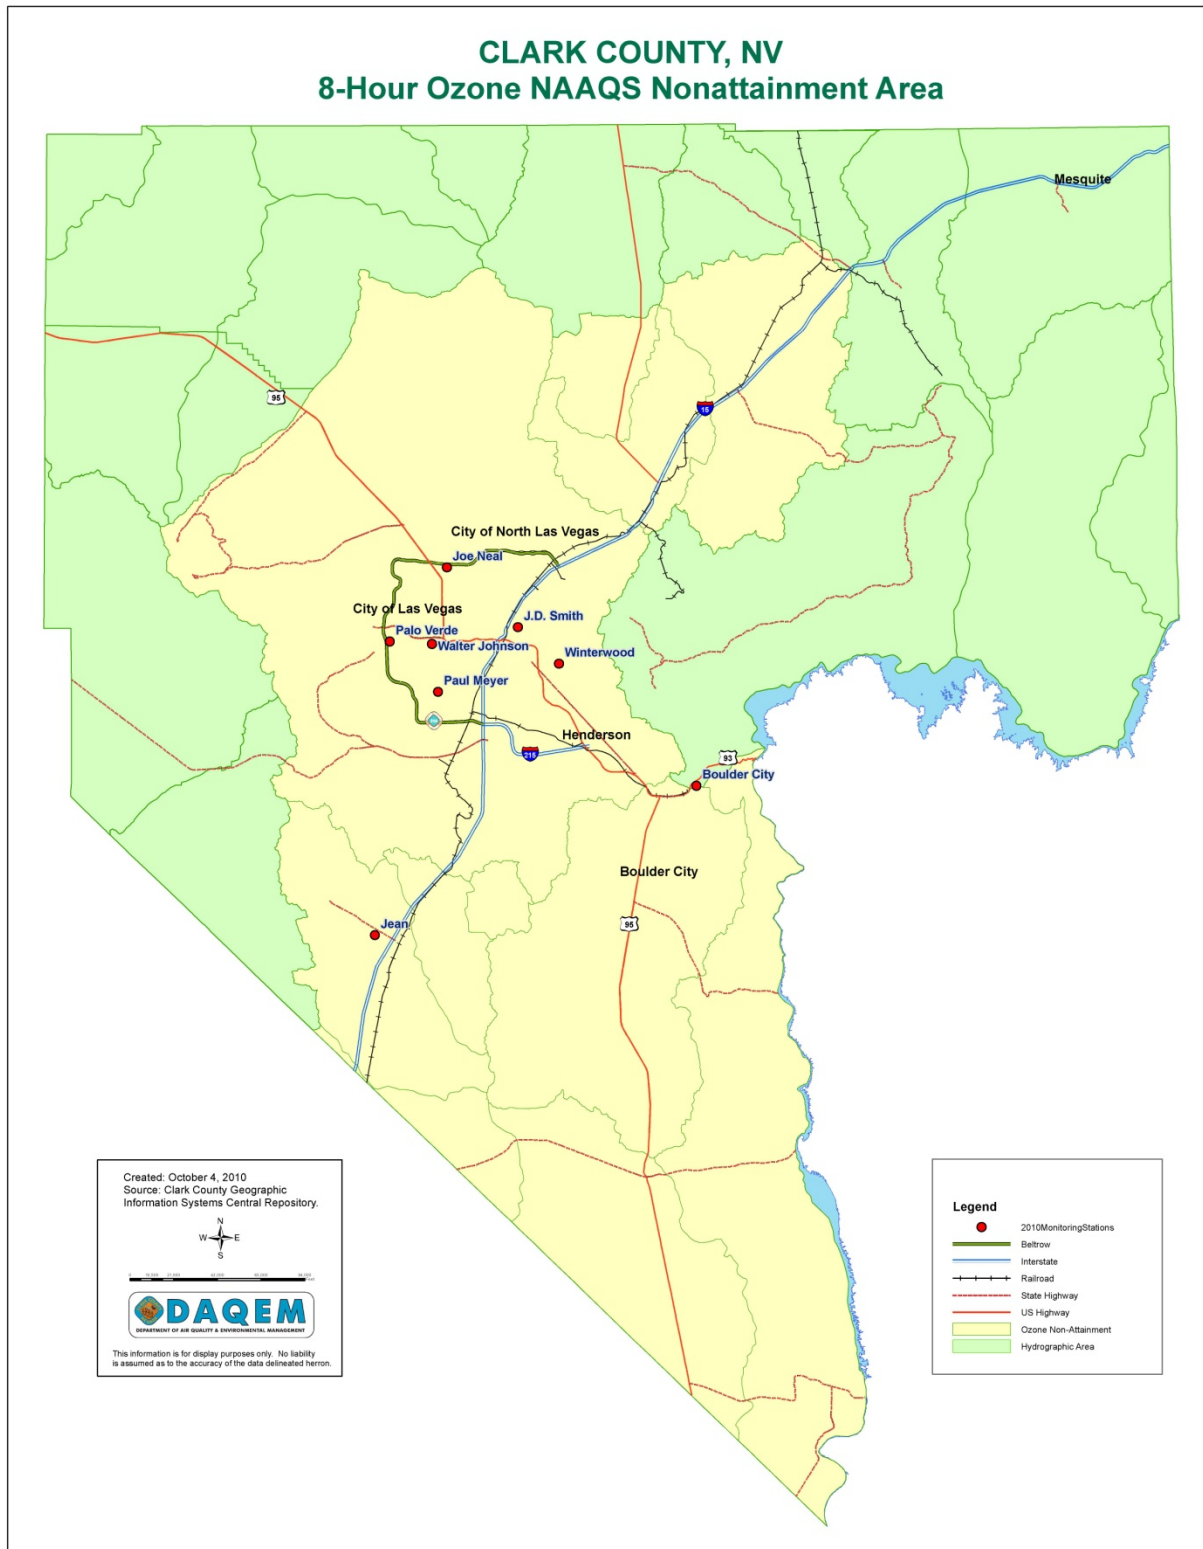 CLARK COUNTY, NV
8-Hour Ozone NAAQS Nonattainment Area
Mesquite
95
15
City of North Las Vegas
Joe Neal
City of Las Vegas
J.D. Smith
Palo Verde
Walter Johnson
Winterwood
Paul Meyer
Henderson
215
93
Boulder City
Boulder City
95
Jean
Created: October 4, 2010
Source: Clark County Geographic
Information Systems Central Repository.
N
W E
S
DAQEM
DEPARTMENT OF AIR QUALITY & ENVIRONMENTAL MANAGEMENT
This information is for display purposes only. No liability
is assumed as to the accuracy of the data delineated herron.
Legend
2010MonitoringStations
Beltrow
Interstate
Railroad
State Highway
US Highway
Ozone Non-Attainment
Hydrographic Area